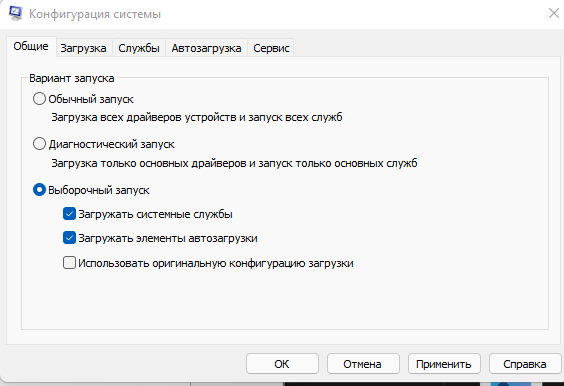 Конфигурация системы
Общие Загрузка Службы Автозагрузка Сервис
Вариант запуска
Обычный запуск
Загрузка всех драйверов устройств и запуск всех служб
Диагностический запуск
Загрузка только основных драйверов и запуск только основных служб
Выборочный запуск
Загружать системные службы
Загружать элементы автозагрузки
Использовать оригинальную конфигурацию загрузки
ОК Отмена Применить Справка